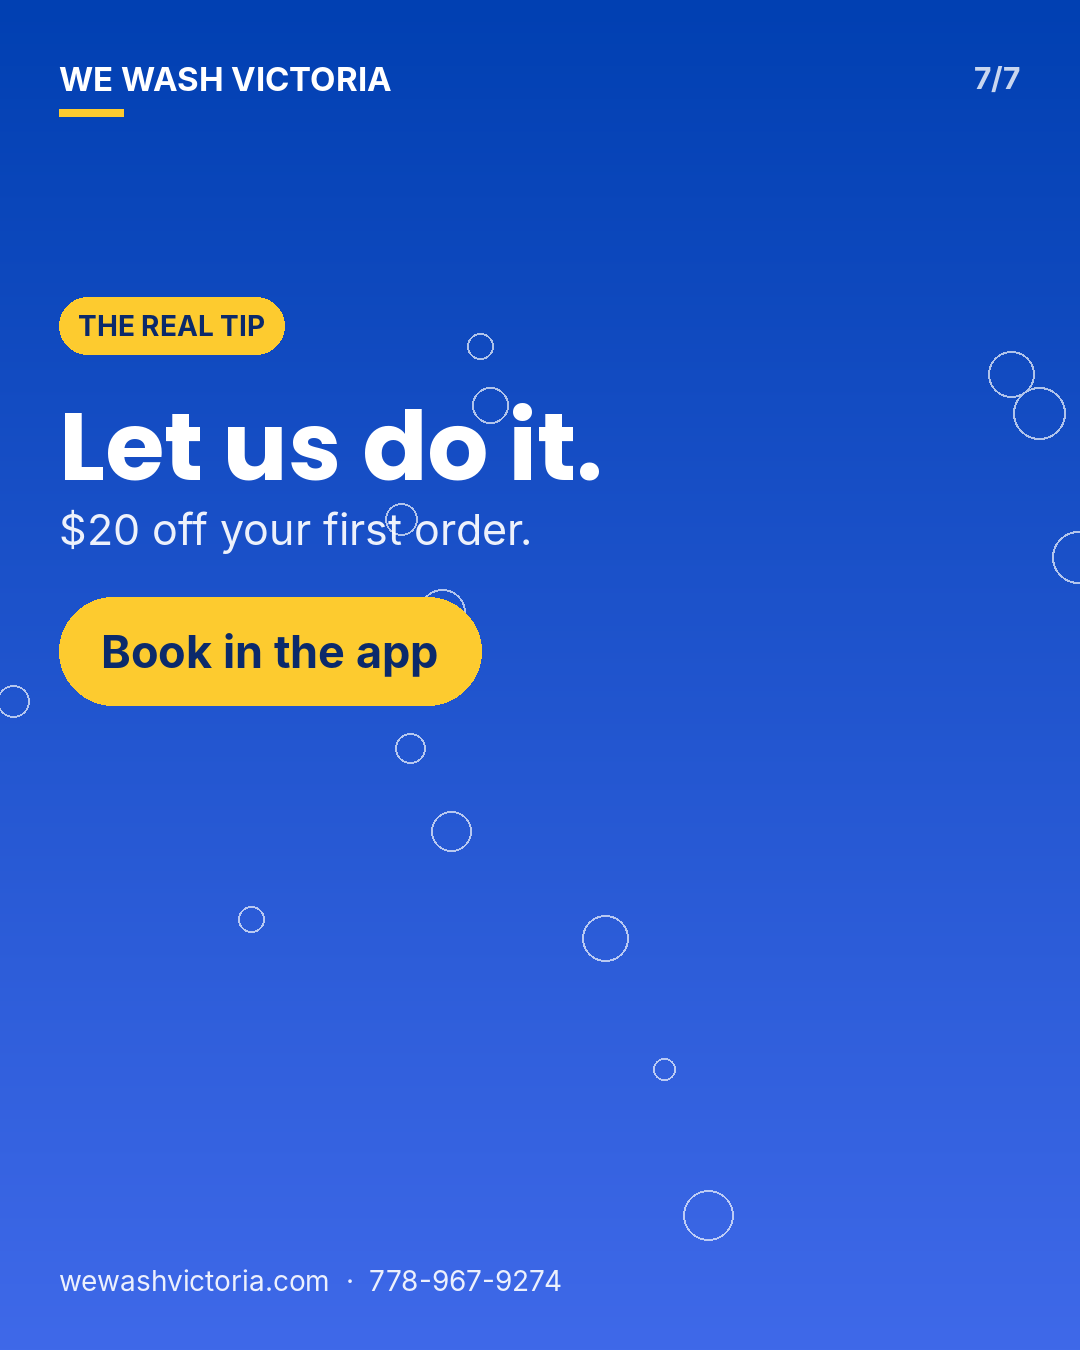 WE WASH VICTORIA
7/7
THE REAL TIP
Let us do it.
$20 off your first order.
Book in the app
wewashvictoria.com · 778-967-9274